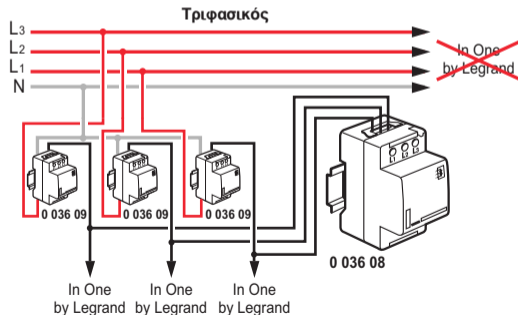 Τριφασικός
L3
L2
L1
N
In One
by Legrand
0 036 09
0 036 09
0 036 09
0 036 08
In One
by Legrand
In One
by Legrand
In One
by Legrand